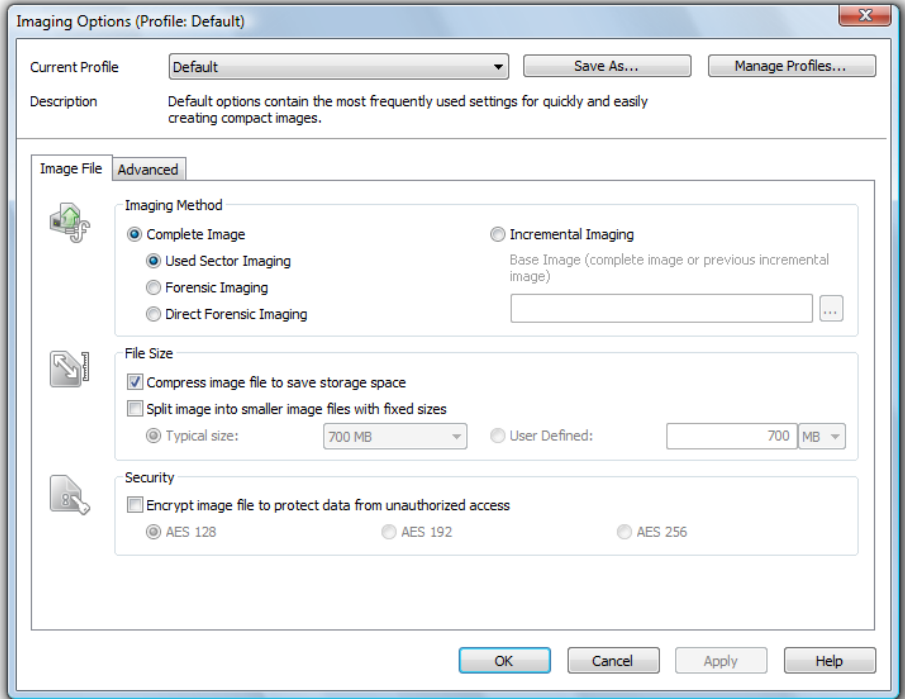 Imaging Options (Profile: Default)
Current Profile Default Save As... Manage Profiles...
Description Default options contain the most frequently used settings for quickly and easily
creating compact images.
Image File Advanced
Imaging Method
Complete Image Incremental Imaging
Used Sector Imaging Base Image (complete image or previous incremental
image)
Forensic Imaging
Direct Forensic Imaging ...
File Size
Compress image file to save storage space
Split image into smaller image files with fixed sizes
Typical size: 700 MB User Defined: 700 MB
Security
Encrypt image file to protect data from unauthorized access
AES 128 AES 192 AES 256
OK Cancel Apply Help